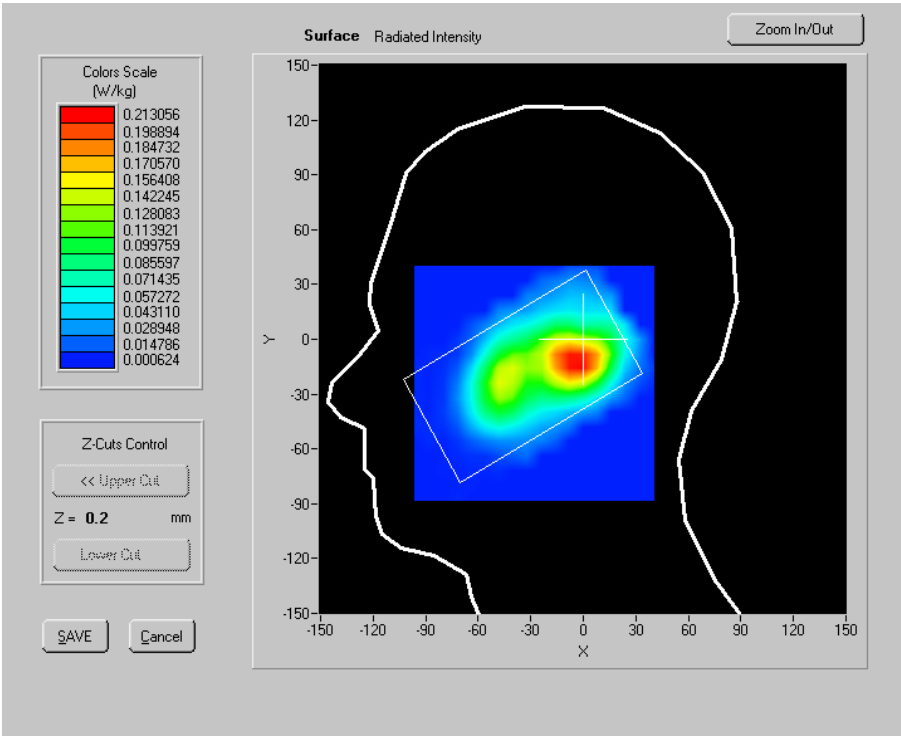 Surface Radiated Intensity
Zoom In/Out
Colors Scale
(W/kg)
0.213056
0.198894
0.184732
0.170570
0.156408
0.142245
0.128083
0.113921
0.099759
0.085597
0.071435
0.057272
0.043110
0.028948
0.014786
0.000624
Z-Cuts Control
<< Upper Cut
Z = 0.2 mm
Lower Cut
SAVE Cancel
150
120
90
60
30
0
-30
-60
-90
-120
-150
Y
-150 -120 -90 -60 -30 0 30 60 90 120 150
X